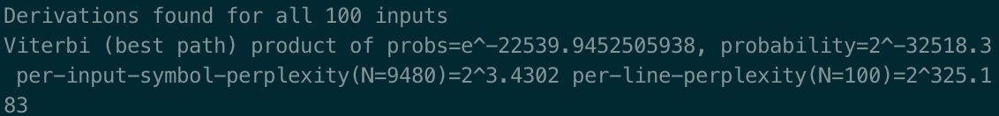 Derivations found for all 100 inputs
Viterbi (best path) product of probs=e^-22539.9452505938, probability=2^-32518.3
 per-input-symbol-perplexity(N=9480)=2^3.4302 per-line-perplexity(N=100)=2^325.1
83